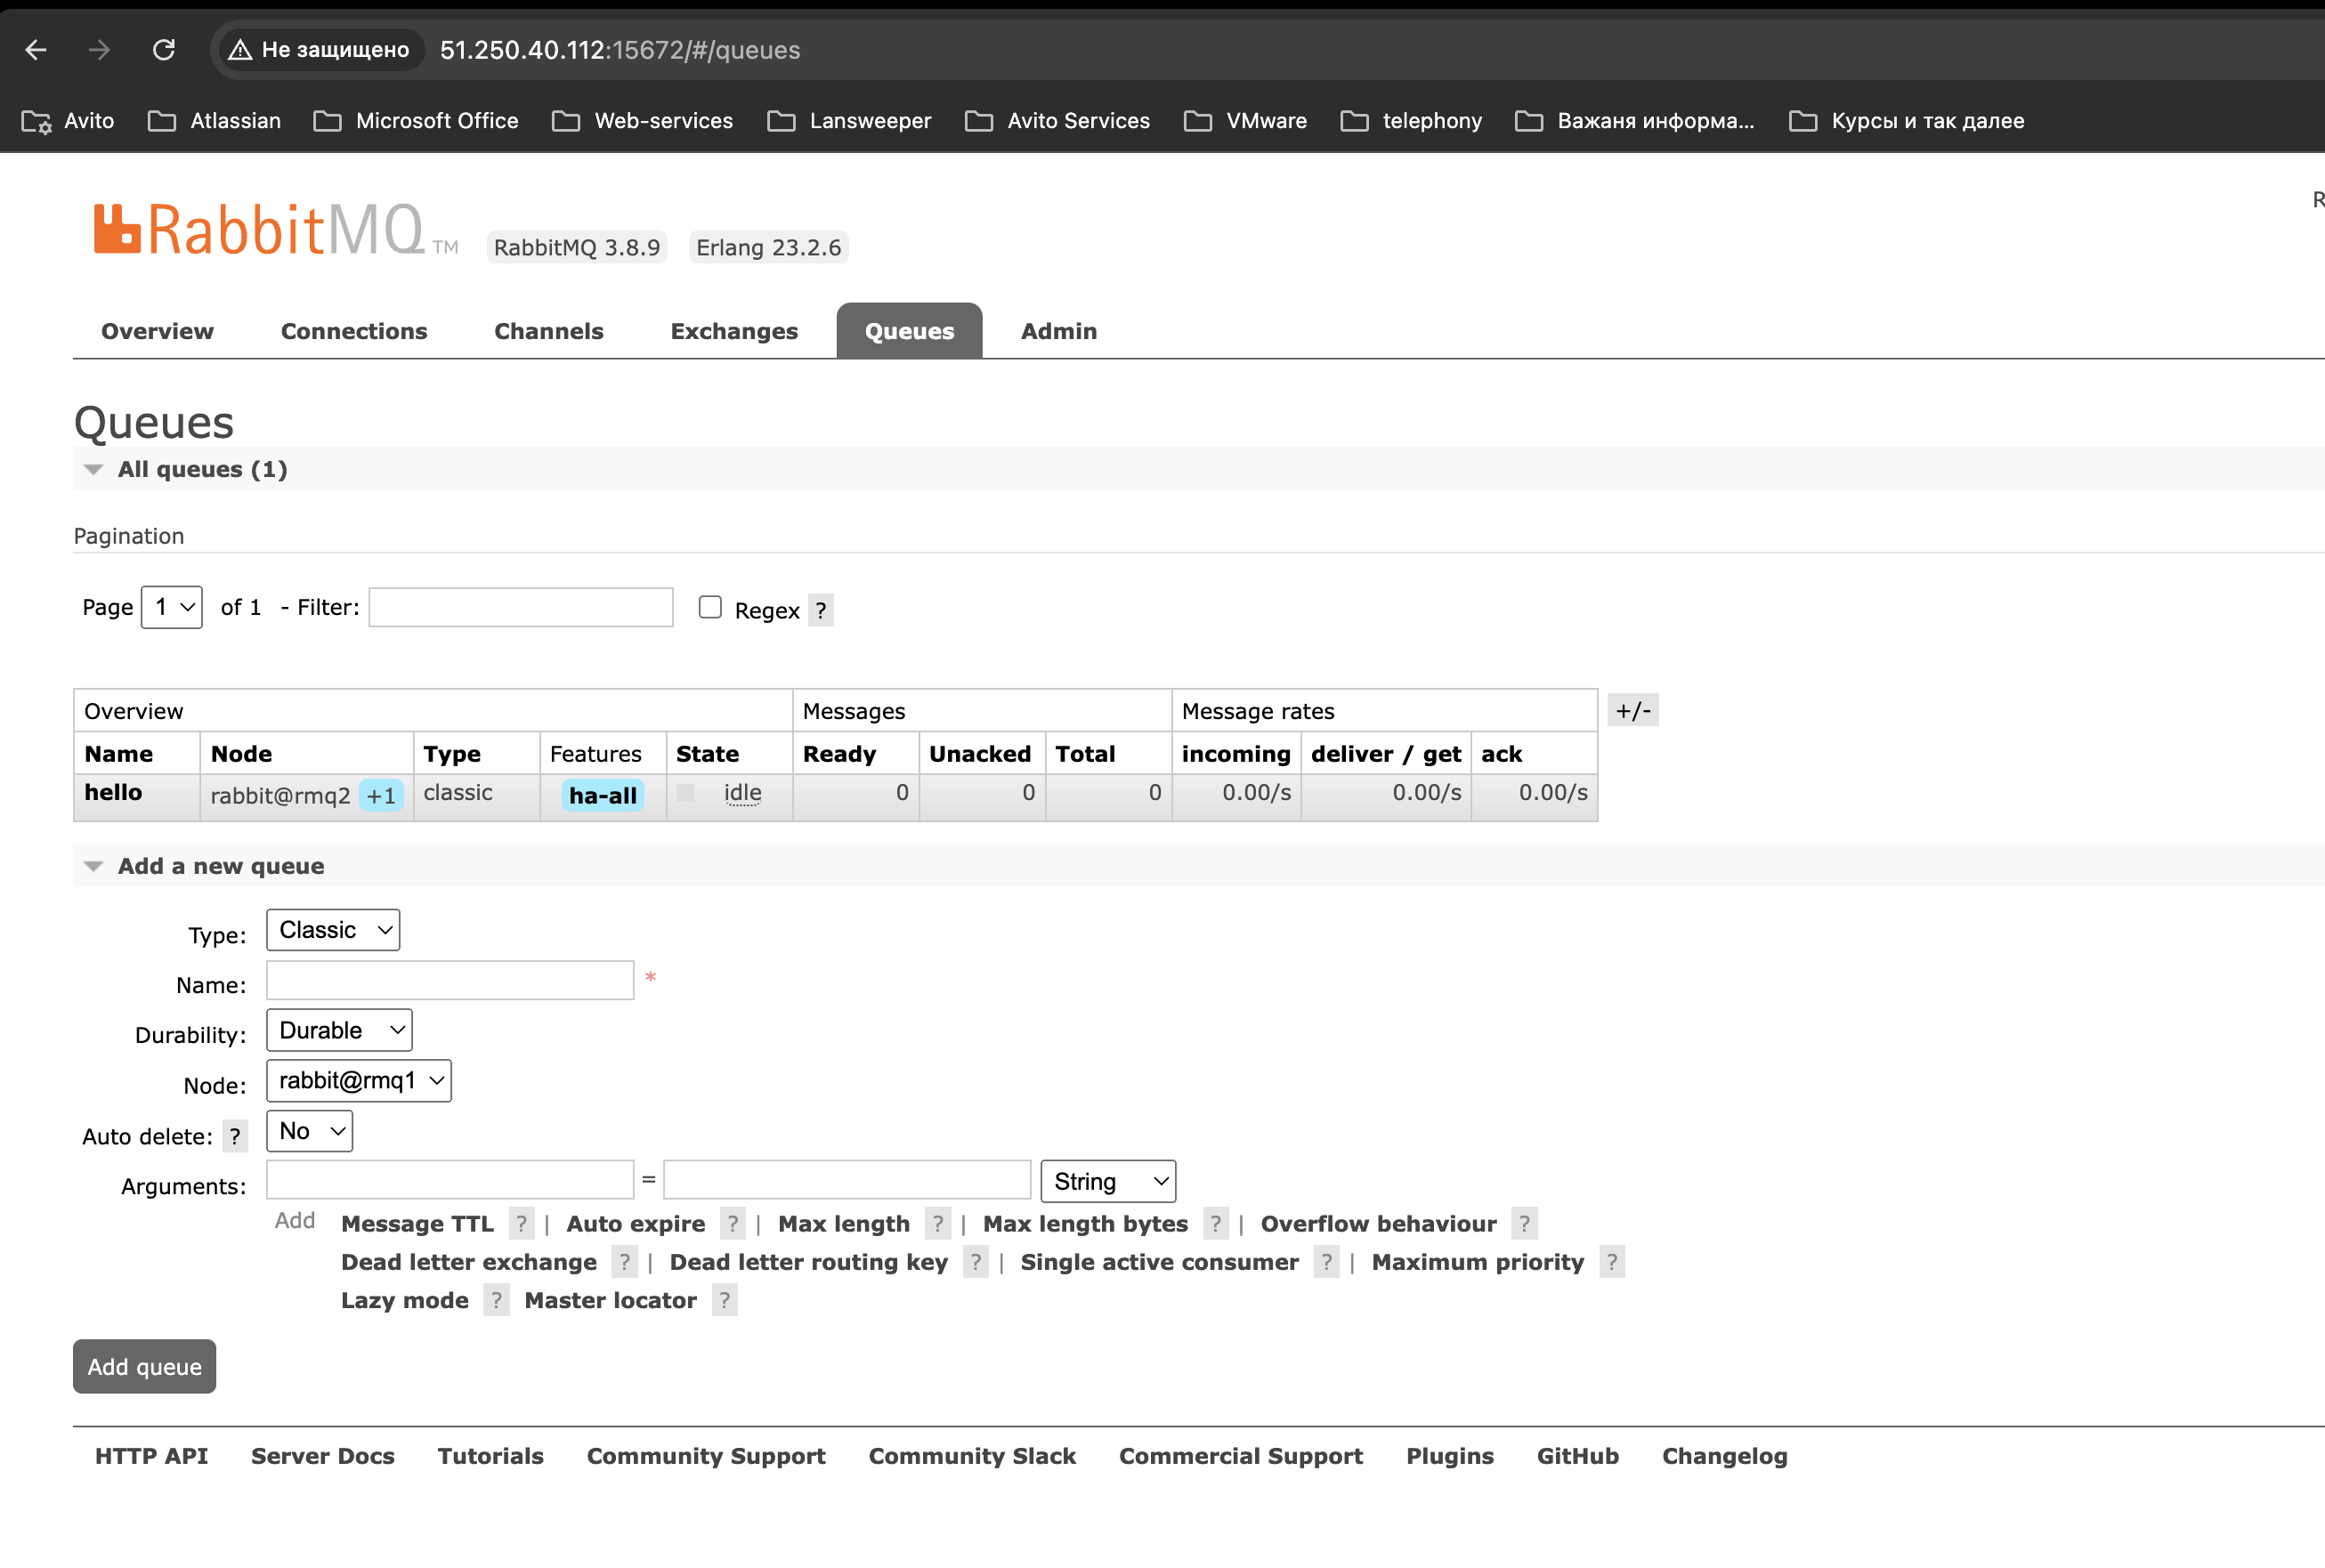 Не защищено 51.250.40.112:15672/#/queues
Avito Atlassian Microsoft Office Web-services Lansweeper Avito Services VMware telephony Важаня информа... Курсы и так далее
R
RabbitMQ TM RabbitMQ 3.8.9 Erlang 23.2.6
Overview Connections Channels Exchanges Queues Admin
Queues
All queues (1)
Pagination
Page 1 of 1 - Filter: Regex ?
Overview Messages Message rates +/-
Name Node Type Features State Ready Unacked Total incoming deliver / get ack
hello rabbit@rmq2 +1 classic ha-all idle 0 0 0 0.00/s 0.00/s 0.00/s
Add a new queue
Type: Classic
Name: *
Durability: Durable
Node: rabbit@rmq1
Auto delete: ? No
Arguments: = String
Add Message TTL ? | Auto expire ? | Max length ? | Max length bytes ? | Overflow behaviour ?
Dead letter exchange ? | Dead letter routing key ? | Single active consumer ? | Maximum priority ?
Lazy mode ? Master locator ?
Add queue
HTTP API Server Docs Tutorials Community Support Community Slack Commercial Support Plugins GitHub Changelog